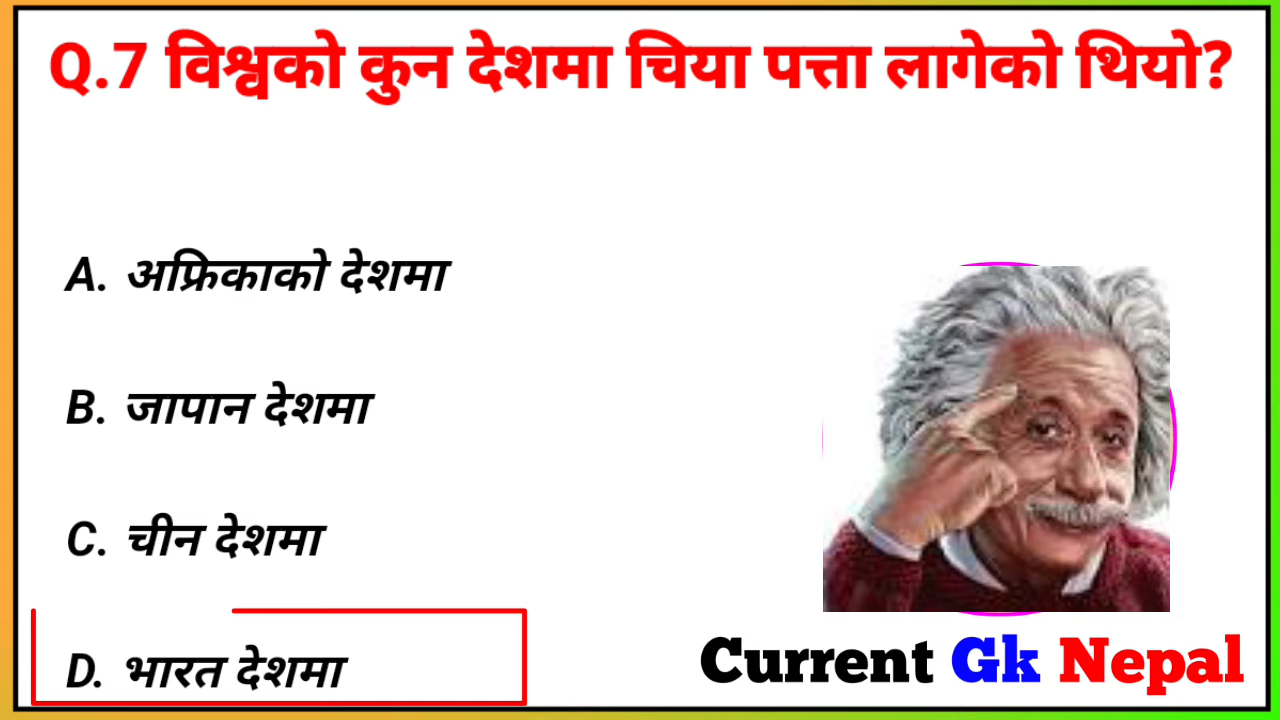 Q.7 विश्वको कुन देशमा चिया पत्ता लागेको थियो?
A. अफ्रिकाको देशमा
B. जापान देशमा
C. चीन देशमा
D. भारत देशमा
Current Gk Nepal